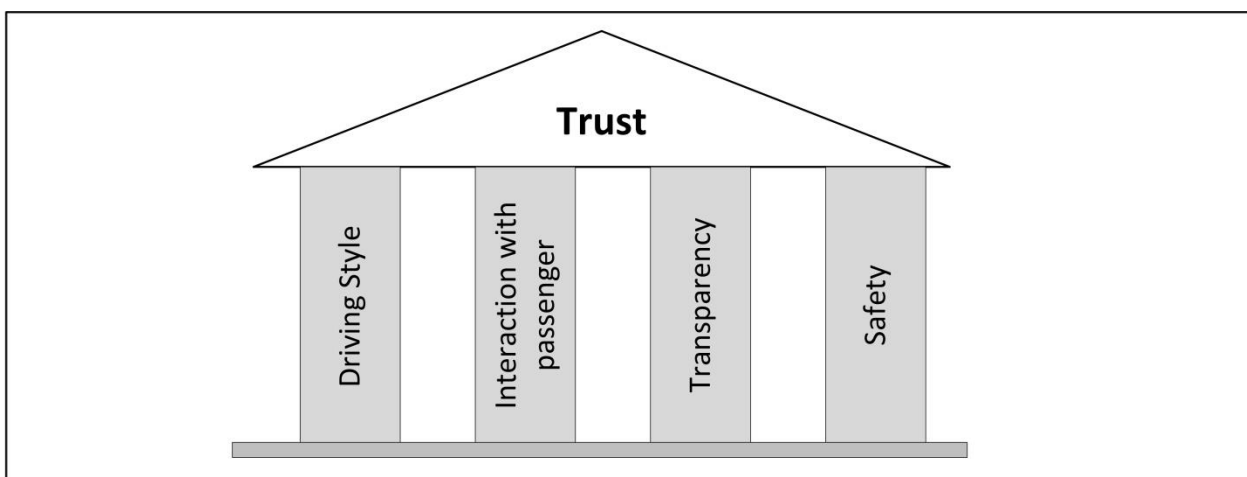 Trust
Driving Style
Interaction with
passenger
Transparency
Safety